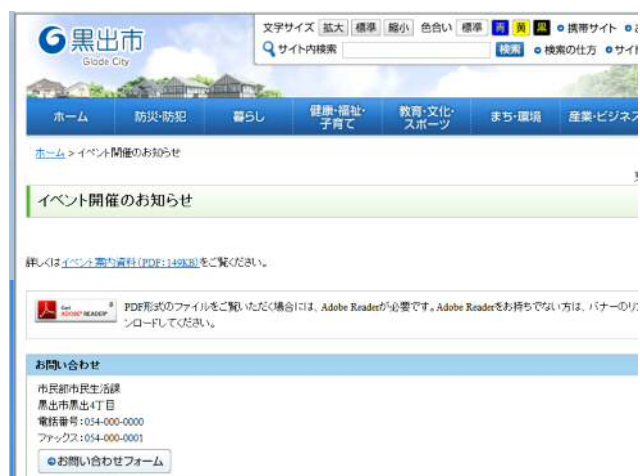 黒出市
Glode City
文字サイズ 拡大 標準 縮小 色合い 標準 青 黄 黒 携帯サイト
サイト内検索 検索 検索の仕方 サイト
ホーム 防災・防犯 暮らし 健康・福祉・子育て 教育・文化・スポーツ まち・環境 産業・ビジネス
ホーム > イベント開催のお知らせ
イベント開催のお知らせ
詳しくはイベント案内資料(PDF:149KB)をご覧ください。
Get ADOBE® READER®
PDF形式のファイルをご覧いただく場合には、Adobe Readerが必要です。Adobe Readerをお持ちでない方は、バナーのリン
ンロードしてください。
お問い合わせ
市民部市民生活課
黒出市黒出4丁目
電話番号:054-000-0000
ファックス:054-000-0001
お問い合わせフォーム